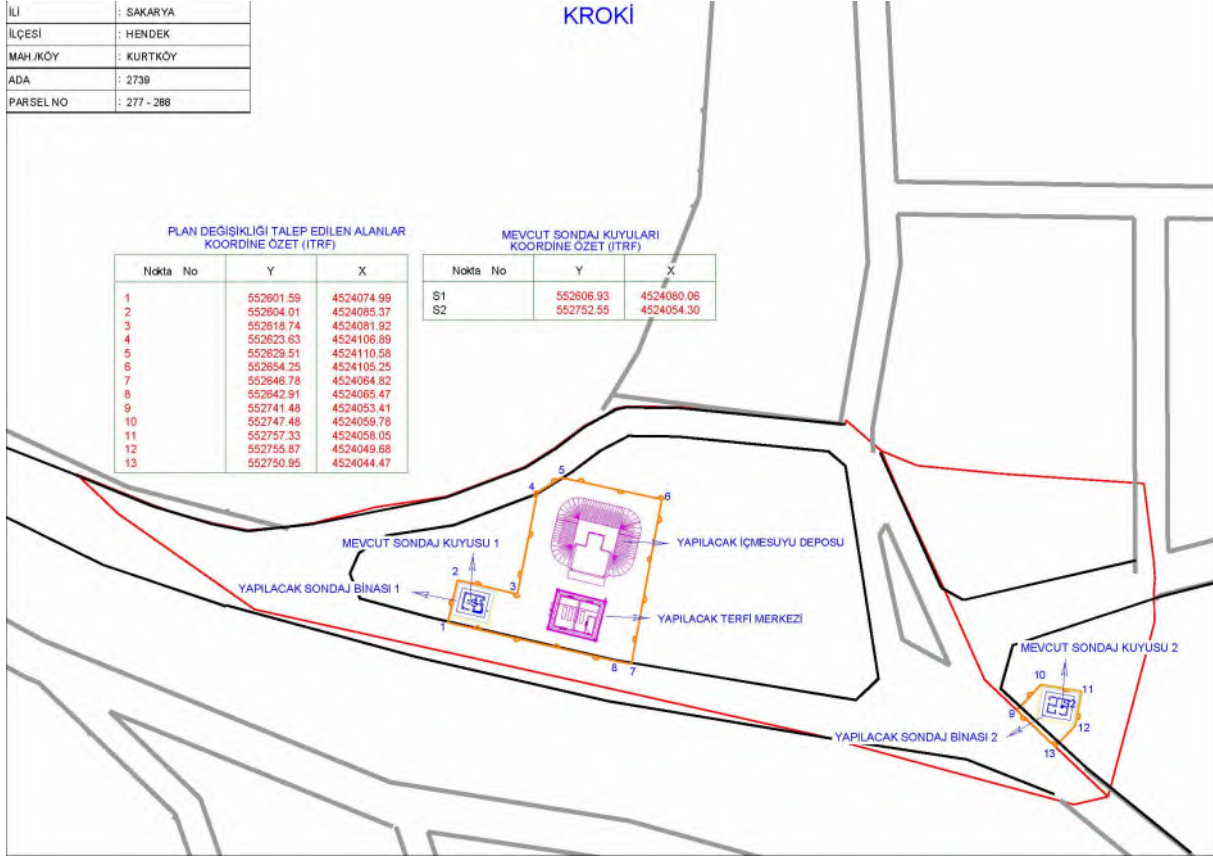 İLİ : SAKARYA
İLÇESİ : HENDEK
MAH./KÖY : KURTKÖY
ADA : 2739
PARSEL NO : 277 - 288
KROKİ
PLAN DEĞİŞİKLİĞİ TALEP EDİLEN ALANLAR
KOORDİNE ÖZET (ITRF)
Nokta No Y X
1 552601.59 4524074.99
2 552604.01 4524085.37
3 552618.74 4524081.92
4 552623.63 4524106.89
5 552629.51 4524110.58
6 552654.25 4524105.25
7 552646.78 4524064.82
8 552642.91 4524065.47
9 552741.48 4524053.41
10 552747.48 4524059.78
11 552757.33 4524058.05
12 552755.87 4524049.68
13 552750.95 4524044.47
MEVCUT SONDAJ KUYULARI
KOORDİNE ÖZET (ITRF)
Nokta No Y X
S1 552606.93 4524080.06
S2 552752.55 4524054.30
5
4
6
MEVCUT SONDAJ KUYUSU 1
YAPILACAK İÇMESUYU DEPOSU
2
3
YAPILACAK SONDAJ BİNASI 1
1
YAPILACAK TERFİ MERKEZİ
8
7
MEVCUT SONDAJ KUYUSU 2
10
11
S2
9
12
YAPILACAK SONDAJ BİNASI 2
13